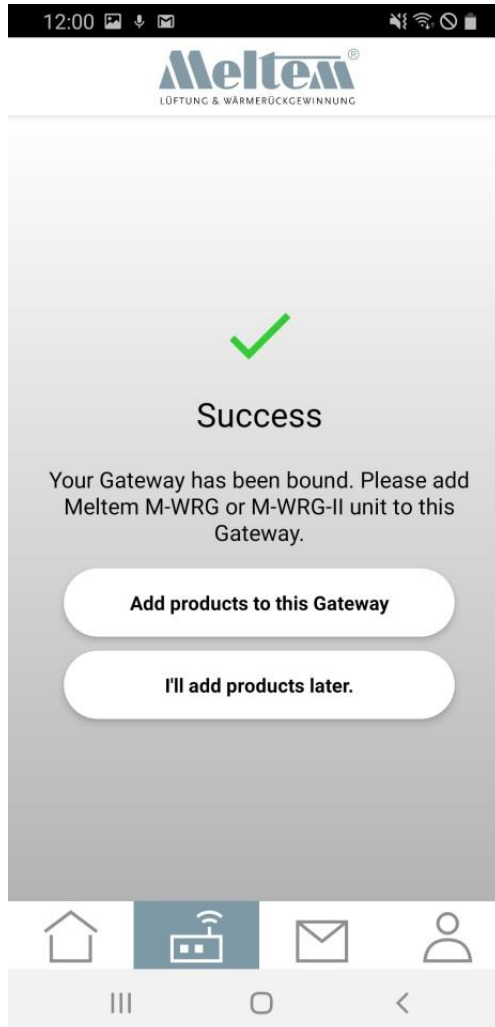 12:00
Meltem®
LÜFTUNG & WÄRMERÜCKGEWINNUNG
Success
Your Gateway has been bound. Please add
Meltem M-WRG or M-WRG-II unit to this
Gateway.
Add products to this Gateway
I'll add products later.